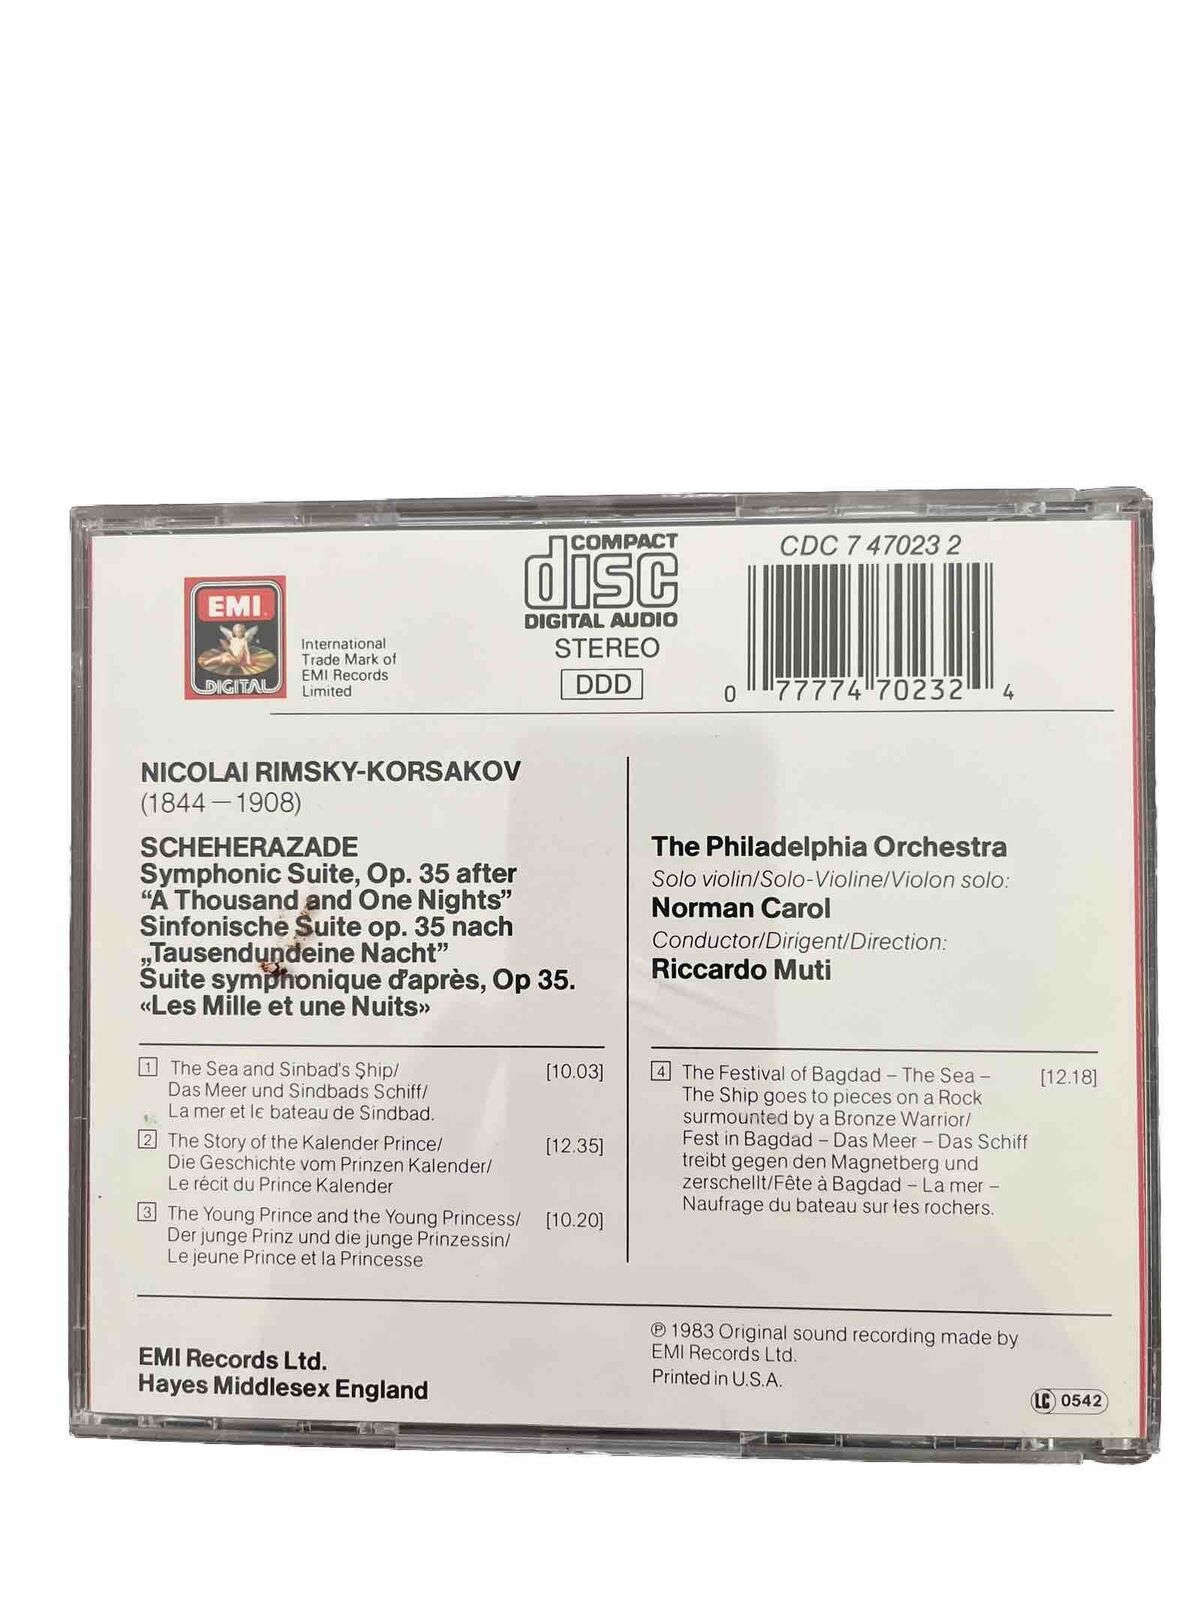 EMI
DIGITAL
International
Trade Mark of
EMI Records
Limited
COMPACT
disc
DIGITAL AUDIO
STEREO
DDD
CDC 7 47023 2
0 77774 70232 4
NICOLAI RIMSKY-KORSAKOV
(1844 – 1908)
SCHEHERAZADE
Symphonic Suite, Op. 35 after
“A Thousand and One Nights”
Sinfonische Suite op. 35 nach
„Tausendundeine Nacht”
Suite symphonique d'après, Op 35.
«Les Mille et une Nuits»
The Philadelphia Orchestra
Solo violin/Solo-Violine/Violon solo:
Norman Carol
Conductor/Dirigent/Direction:
Riccardo Muti
1 The Sea and Sinbad's Ship/ [10.03]
Das Meer und Sindbads Schiff/
La mer et le bateau de Sindbad.
2 The Story of the Kalender Prince/ [12.35]
Die Geschichte vom Prinzen Kalender/
Le récit du Prince Kalender
3 The Young Prince and the Young Princess/ [10.20]
Der junge Prinz und die junge Prinzessin/
Le jeune Prince et la Princesse
4 The Festival of Bagdad – The Sea – [12.18]
The Ship goes to pieces on a Rock
surmounted by a Bronze Warrior/
Fest in Bagdad – Das Meer – Das Schiff
treibt gegen den Magnetberg und
zerschellt/Fête à Bagdad – La mer –
Naufrage du bateau sur les rochers.
EMI Records Ltd.
Hayes Middlesex England
℗ 1983 Original sound recording made by
EMI Records Ltd.
Printed in U.S.A.
LC 0542